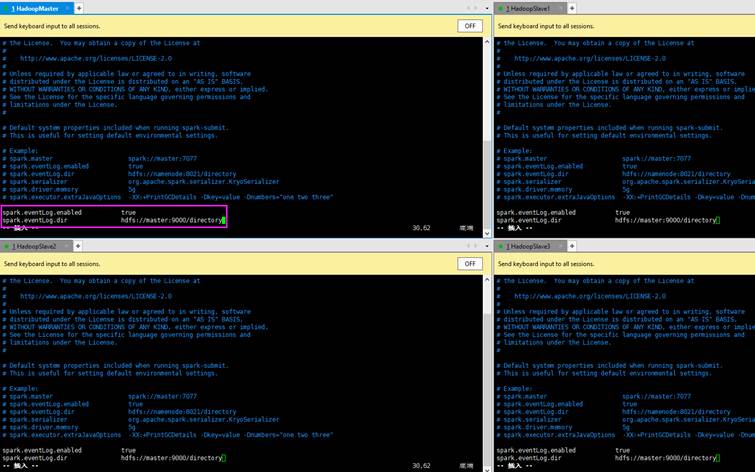 1 HadoopMaster
Send keyboard input to all sessions.
OFF
# the License.  You may obtain a copy of the License at
#
#    http://www.apache.org/licenses/LICENSE-2.0
#
# Unless required by applicable law or agreed to in writing, software
# distributed under the License is distributed on an "AS IS" BASIS,
# WITHOUT WARRANTIES OR CONDITIONS OF ANY KIND, either express or implied.
# See the License for the specific language governing permissions and
# limitations under the License.
#
# Default system properties included when running spark-submit.
# This is useful for setting default environmental settings.
# Example:
# spark.master                     spark://master:7077
# spark.eventLog.enabled           true
# spark.eventLog.dir               hdfs://namenode:8021/directory
# spark.serializer                 org.apache.spark.serializer.KryoSerializer
# spark.driver.memory              5g
# spark.executor.extraJavaOptions  -XX:+PrintGCDetails -Dkey=value -Dnumbers="one two three"
spark.eventLog.enabled           true
spark.eventLog.dir               hdfs://master:9000/directory
-- 插入 --                                        30,62        底端
1 HadoopSlave1
Send keyboard input to all sessions.
# the License.  You may obtain a copy of the License at
#
#    http://www.apache.org/licenses/LICENSE-2.0
#
# Unless required by applicable law or agreed to in writing, software
# distributed under the License is distributed on an "AS IS" BASIS,
# WITHOUT WARRANTIES OR CONDITIONS OF ANY KIND, either expre
# See the License for the specific language governing permissions and
# limitations under the License.
#
# Default system properties included when running spark-submit.
# This is useful for setting default environmental settings.
# Example:
# spark.master                     spark://master:7077
# spark.eventLog.enabled           true
# spark.eventLog.dir               hdfs://namenode:8021/directory
# spark.serializer                 org.apache.spark.serializer.Kryo
# spark.driver.memory              5g
# spark.executor.extraJavaOptions  -XX:+PrintGCDetails -Dkey=value -Dnum
spark.eventLog.enabled           true
spark.eventLog.dir               hdfs://master:9000/directory
-- 插入 --
1 HadoopSlave2
Send keyboard input to all sessions.
OFF
# the License.  You may obtain a copy of the License at
#
#    http://www.apache.org/licenses/LICENSE-2.0
#
# Unless required by applicable law or agreed to in writing, software
# distributed under the License is distributed on an "AS IS" BASIS,
# WITHOUT WARRANTIES OR CONDITIONS OF ANY KIND, either express or implied.
# See the License for the specific language governing permissions and
# limitations under the License.
#
# Default system properties included when running spark-submit.
# This is useful for setting default environmental settings.
# Example:
# spark.master                     spark://master:7077
# spark.eventLog.enabled           true
# spark.eventLog.dir               hdfs://namenode:8021/directory
# spark.serializer                 org.apache.spark.serializer.KryoSerializer
# spark.driver.memory              5g
# spark.executor.extraJavaOptions  -XX:+PrintGCDetails -Dkey=value -Dnumbers="one two three"
spark.eventLog.enabled           true
spark.eventLog.dir               hdfs://master:9000/directory
-- 插入 --                                        30,62        底端
1 HadoopSlave3
Send keyboard input to all sessions.
# the License.  You may obtain a copy of the License at
#
#    http://www.apache.org/licenses/LICENSE-2.0
#
# Unless required by applicable law or agreed to in writing, software
# distributed under the License is distributed on an "AS IS" BASIS,
# WITHOUT WARRANTIES OR CONDITIONS OF ANY KIND, either expre
# See the License for the specific language governing permissions and
# limitations under the License.
#
# Default system properties included when running spark-submit.
# This is useful for setting default environmental settings.
# Example:
# spark.master                     spark://master:7077
# spark.eventLog.enabled           true
# spark.eventLog.dir               hdfs://namenode:8021/directory
# spark.serializer                 org.apache.spark.serializer.Kryo
# spark.driver.memory              5g
# spark.executor.extraJavaOptions  -XX:+PrintGCDetails -Dkey=value -Dnum
spark.eventLog.enabled           true
spark.eventLog.dir               hdfs://master:9000/directory
-- 插入 --